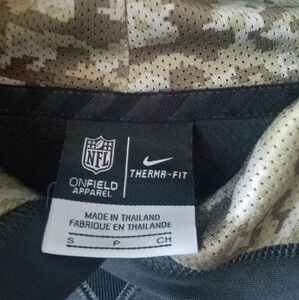 NFL
ONFIELD
APPAREL
THERMA-FIT
MADE IN THAILAND
FABRIQUE EN THAILANDE
S P CH